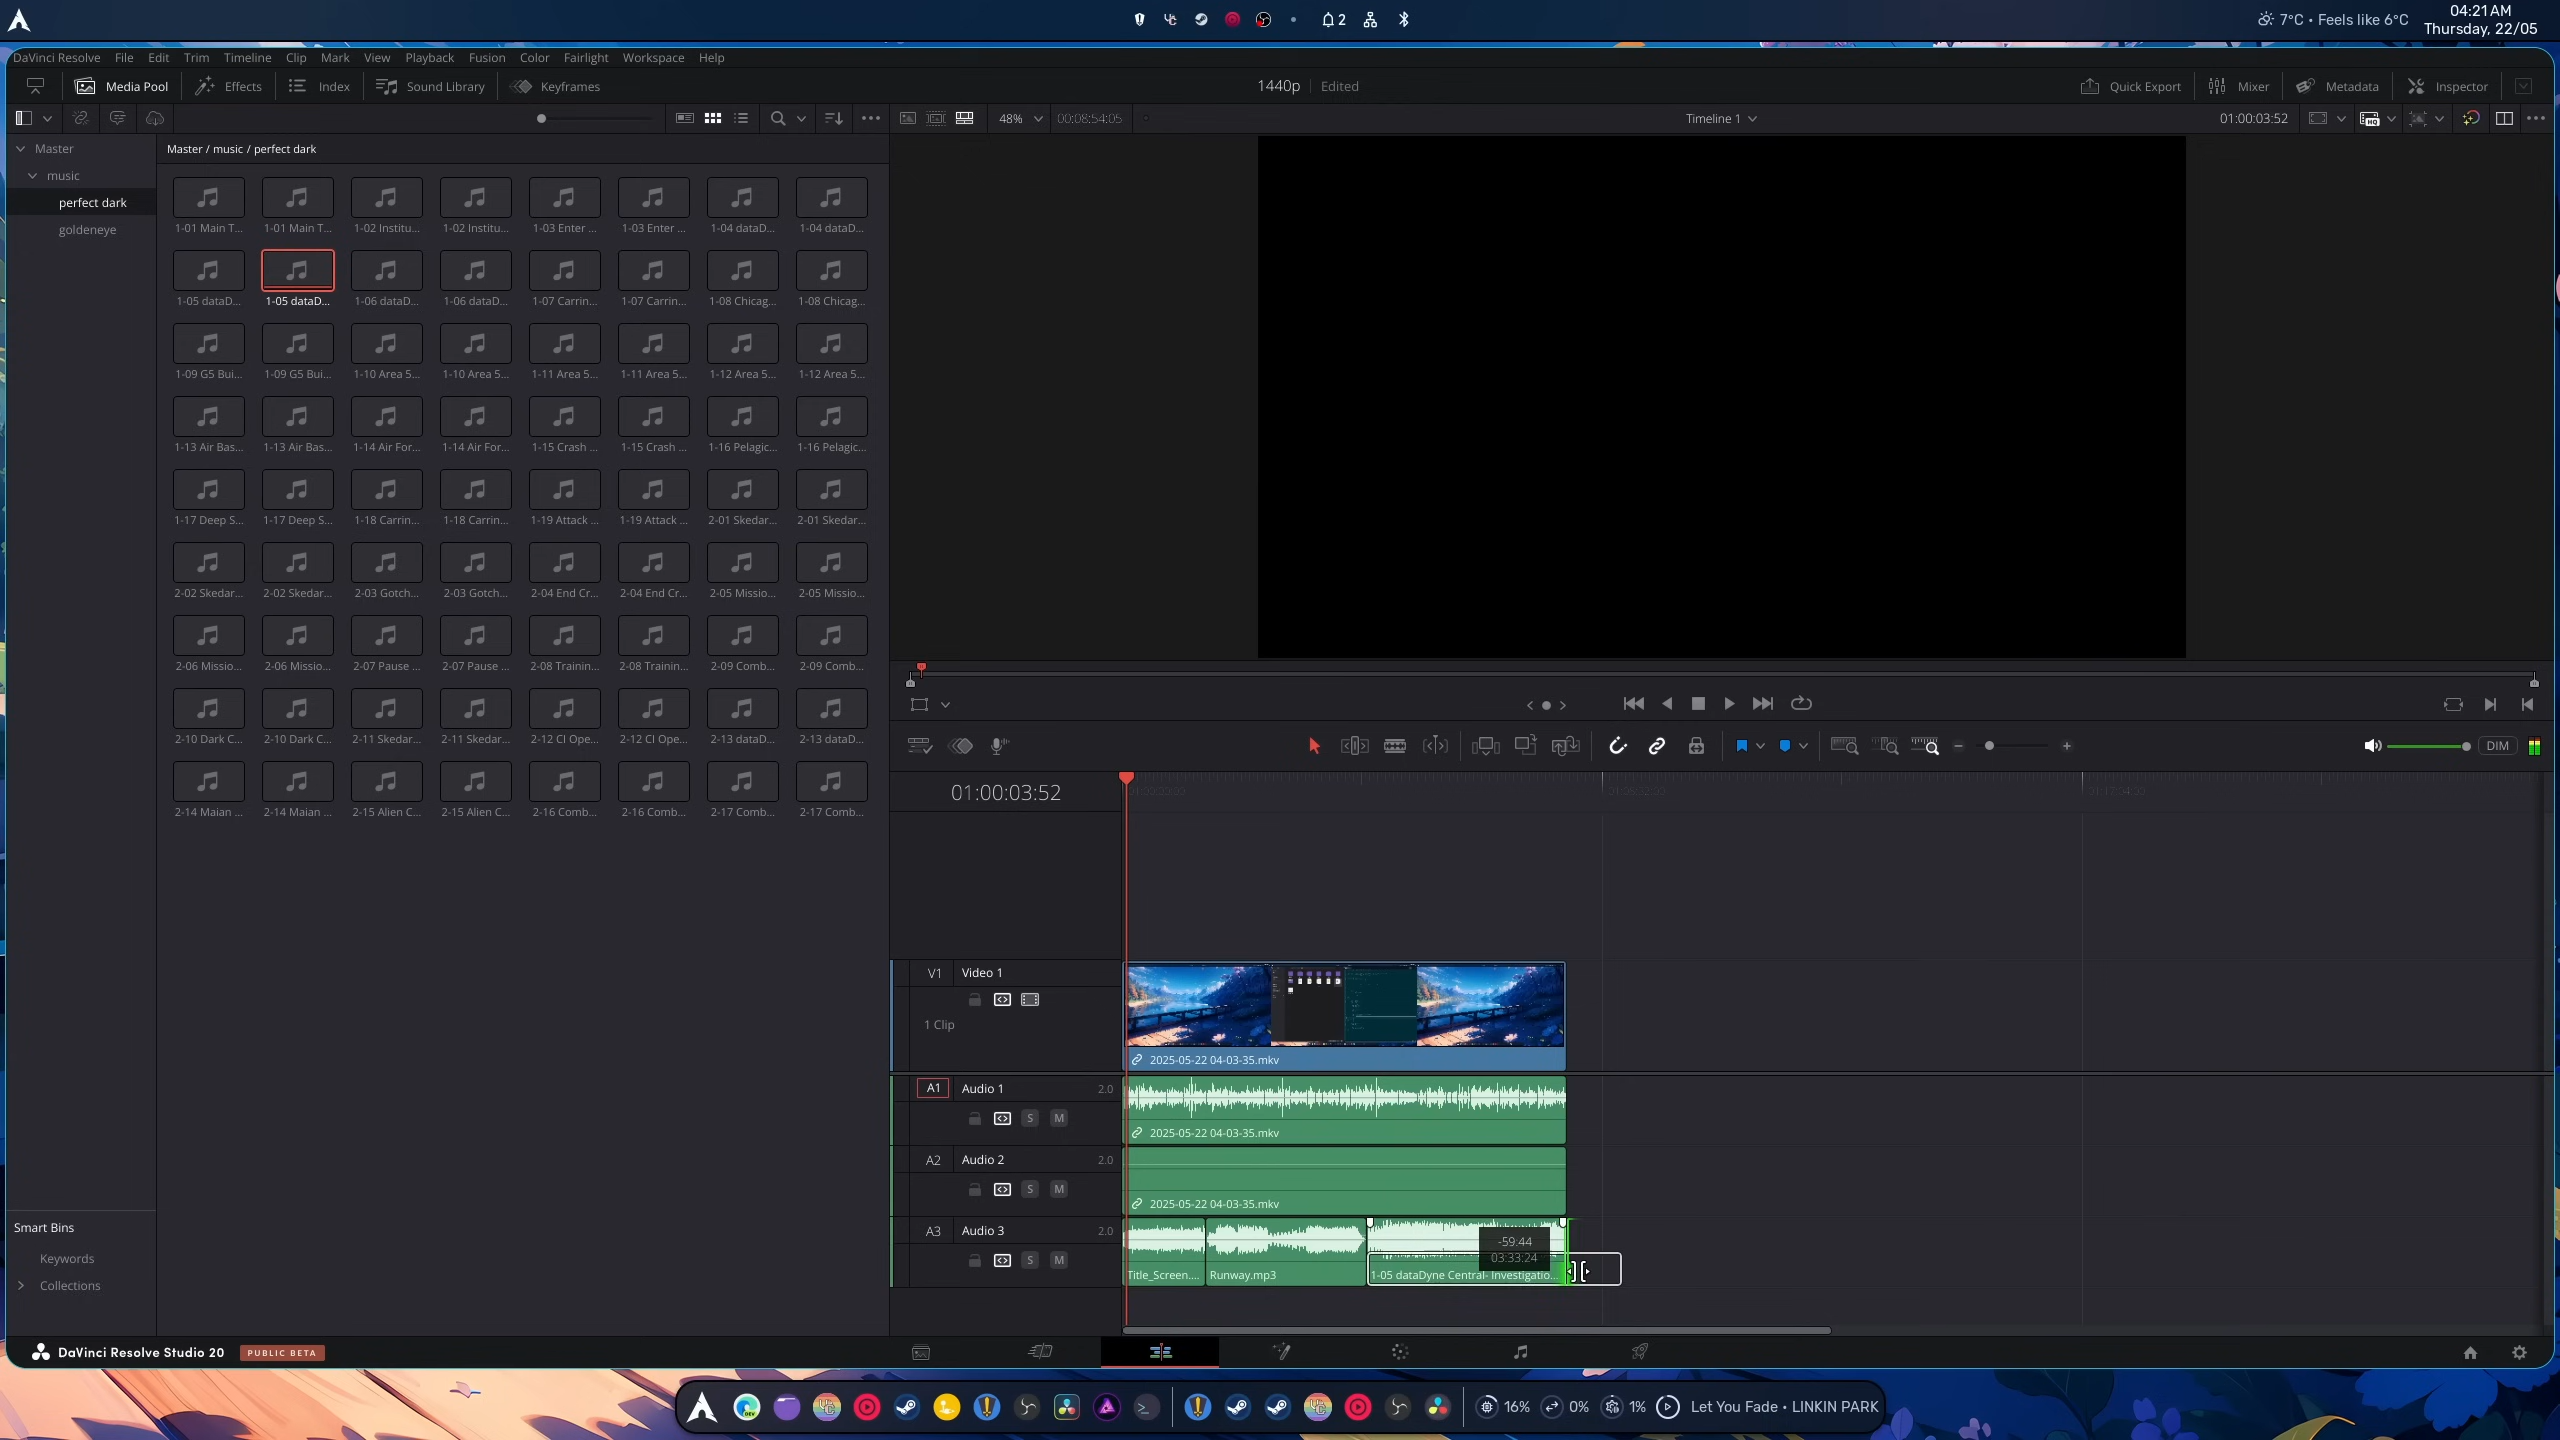 2
7°C • Feels like 6°C
04:21 AM
Thursday, 22/05
DaVinci Resolve File Edit Trim Timeline Clip Mark View Playback Fusion Color Fairlight Workspace Help
Media Pool Effects Index Sound Library Keyframes
1440p Edited
Quick Export Mixer Metadata Inspector
48% 00:08:54:05
Timeline 1
01:00:03:52
Master
music
perfect dark
goldeneye
Master / music / perfect dark
1-01 Main T... 1-01 Main T... 1-02 Institu... 1-02 Institu... 1-03 Enter ... 1-03 Enter ... 1-04 dataD... 1-04 dataD...
1-05 dataD... 1-05 dataD... 1-06 dataD... 1-06 dataD... 1-07 Carrin... 1-07 Carrin... 1-08 Chicag... 1-08 Chicag...
1-09 G5 Bui... 1-09 G5 Bui... 1-10 Area 5... 1-10 Area 5... 1-11 Area 5... 1-11 Area 5... 1-12 Area 5... 1-12 Area 5...
1-13 Air Bas... 1-13 Air Bas... 1-14 Air For... 1-14 Air For... 1-15 Crash ... 1-15 Crash ... 1-16 Pelagic... 1-16 Pelagic...
1-17 Deep S... 1-17 Deep S... 1-18 Carrin... 1-18 Carrin... 1-19 Attack ... 1-19 Attack ... 2-01 Skedar... 2-01 Skedar...
2-02 Skedar... 2-02 Skedar... 2-03 Gotch... 2-03 Gotch... 2-04 End Cr... 2-04 End Cr... 2-05 Missio... 2-05 Missio...
2-06 Missio... 2-06 Missio... 2-07 Pause ... 2-07 Pause ... 2-08 Trainin... 2-08 Trainin... 2-09 Comb... 2-09 Comb...
2-10 Dark C... 2-10 Dark C... 2-11 Skedar... 2-11 Skedar... 2-12 CI Ope... 2-12 CI Ope... 2-13 dataD... 2-13 dataD...
2-14 Maian ... 2-14 Maian ... 2-15 Alien C... 2-15 Alien C... 2-16 Comb... 2-16 Comb... 2-17 Comb... 2-17 Comb...
Smart Bins
Keywords
Collections
DIM
01:00:03:52
V1 Video 1
1 Clip
2025-05-22 04-03-35.mkv
A1 Audio 1 2.0
S M
2025-05-22 04-03-35.mkv
A2 Audio 2 2.0
S M
2025-05-22 04-03-35.mkv
A3 Audio 3 2.0
S M
-59:44
03:33:24
Title_Screen.... Runway.mp3 1-05 dataDyne Central- Investigatio...
DaVinci Resolve Studio 20 PUBLIC BETA
16% 0% 1% Let You Fade • LINKIN PARK